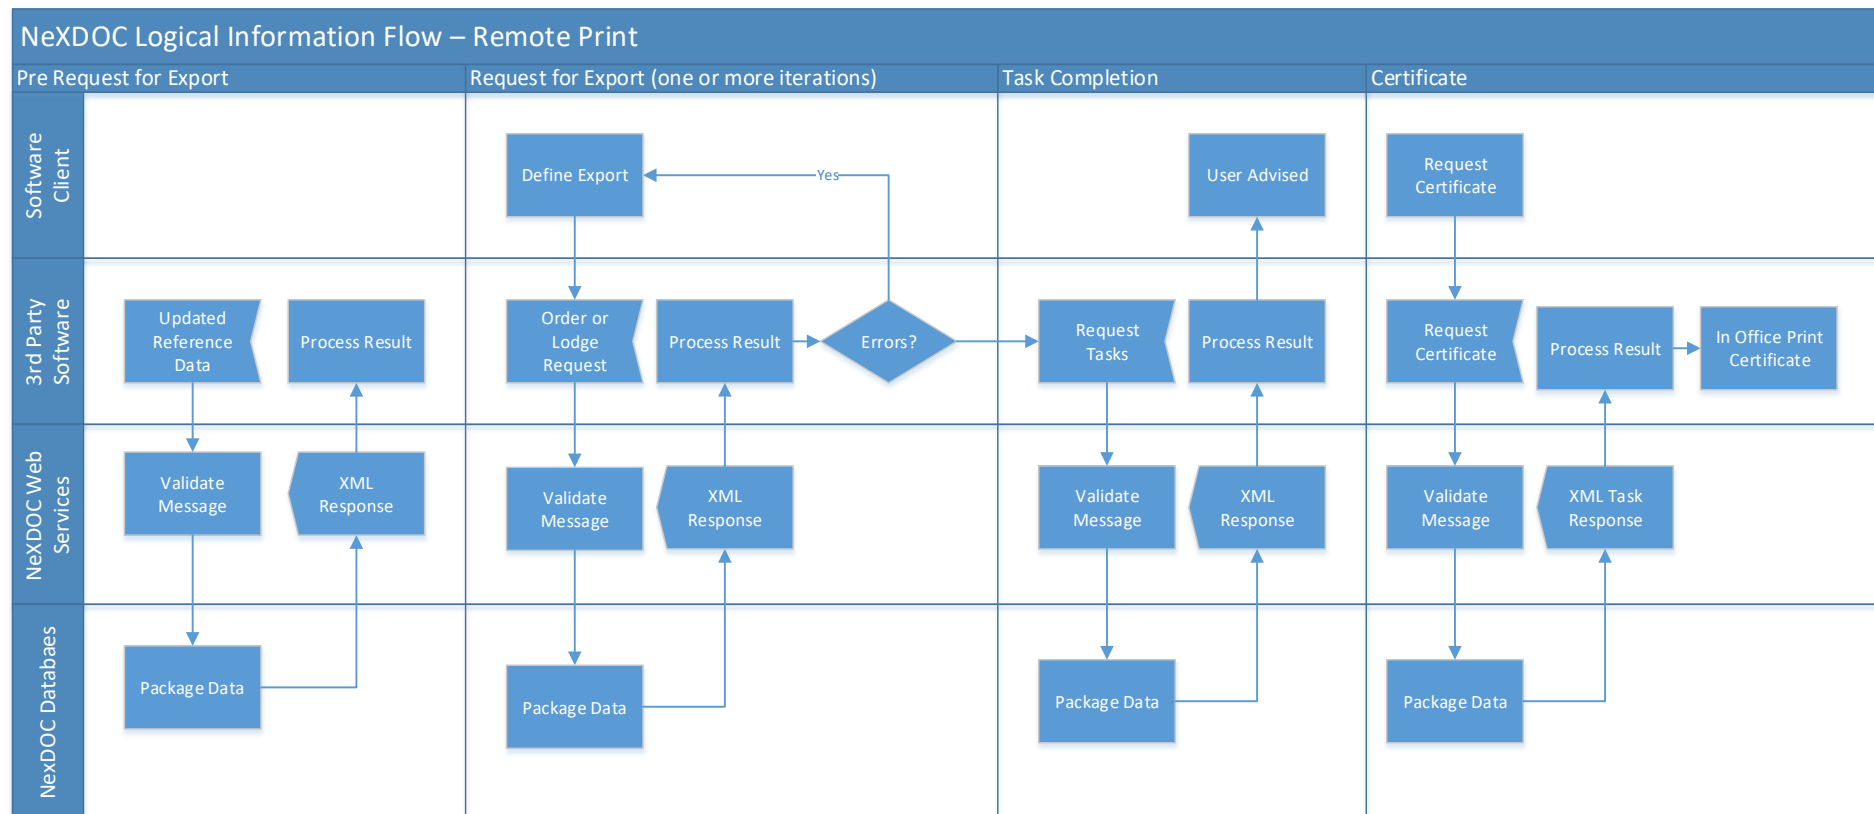 NeXDOC Logical Information Flow – Remote Print
Pre Request for Export
Request for Export (one or more iterations)
Task Completion
Certificate
Software
Client
Define Export
Yes
User Advised
Request
Certificate
3rd Party
Software
Updated
Reference
Data
Process Result
Order or
Lodge
Request
Process Result
Errors?
Request
Tasks
Process Result
Request
Certificate
Process Result
In Office Print
Certificate
NeXDOC Web
Services
Validate
Message
XML
Response
Validate
Message
XML
Response
Validate
Message
XML
Response
Validate
Message
XML Task
Response
NexDOC Databaes
Package Data
Package Data
Package Data
Package Data